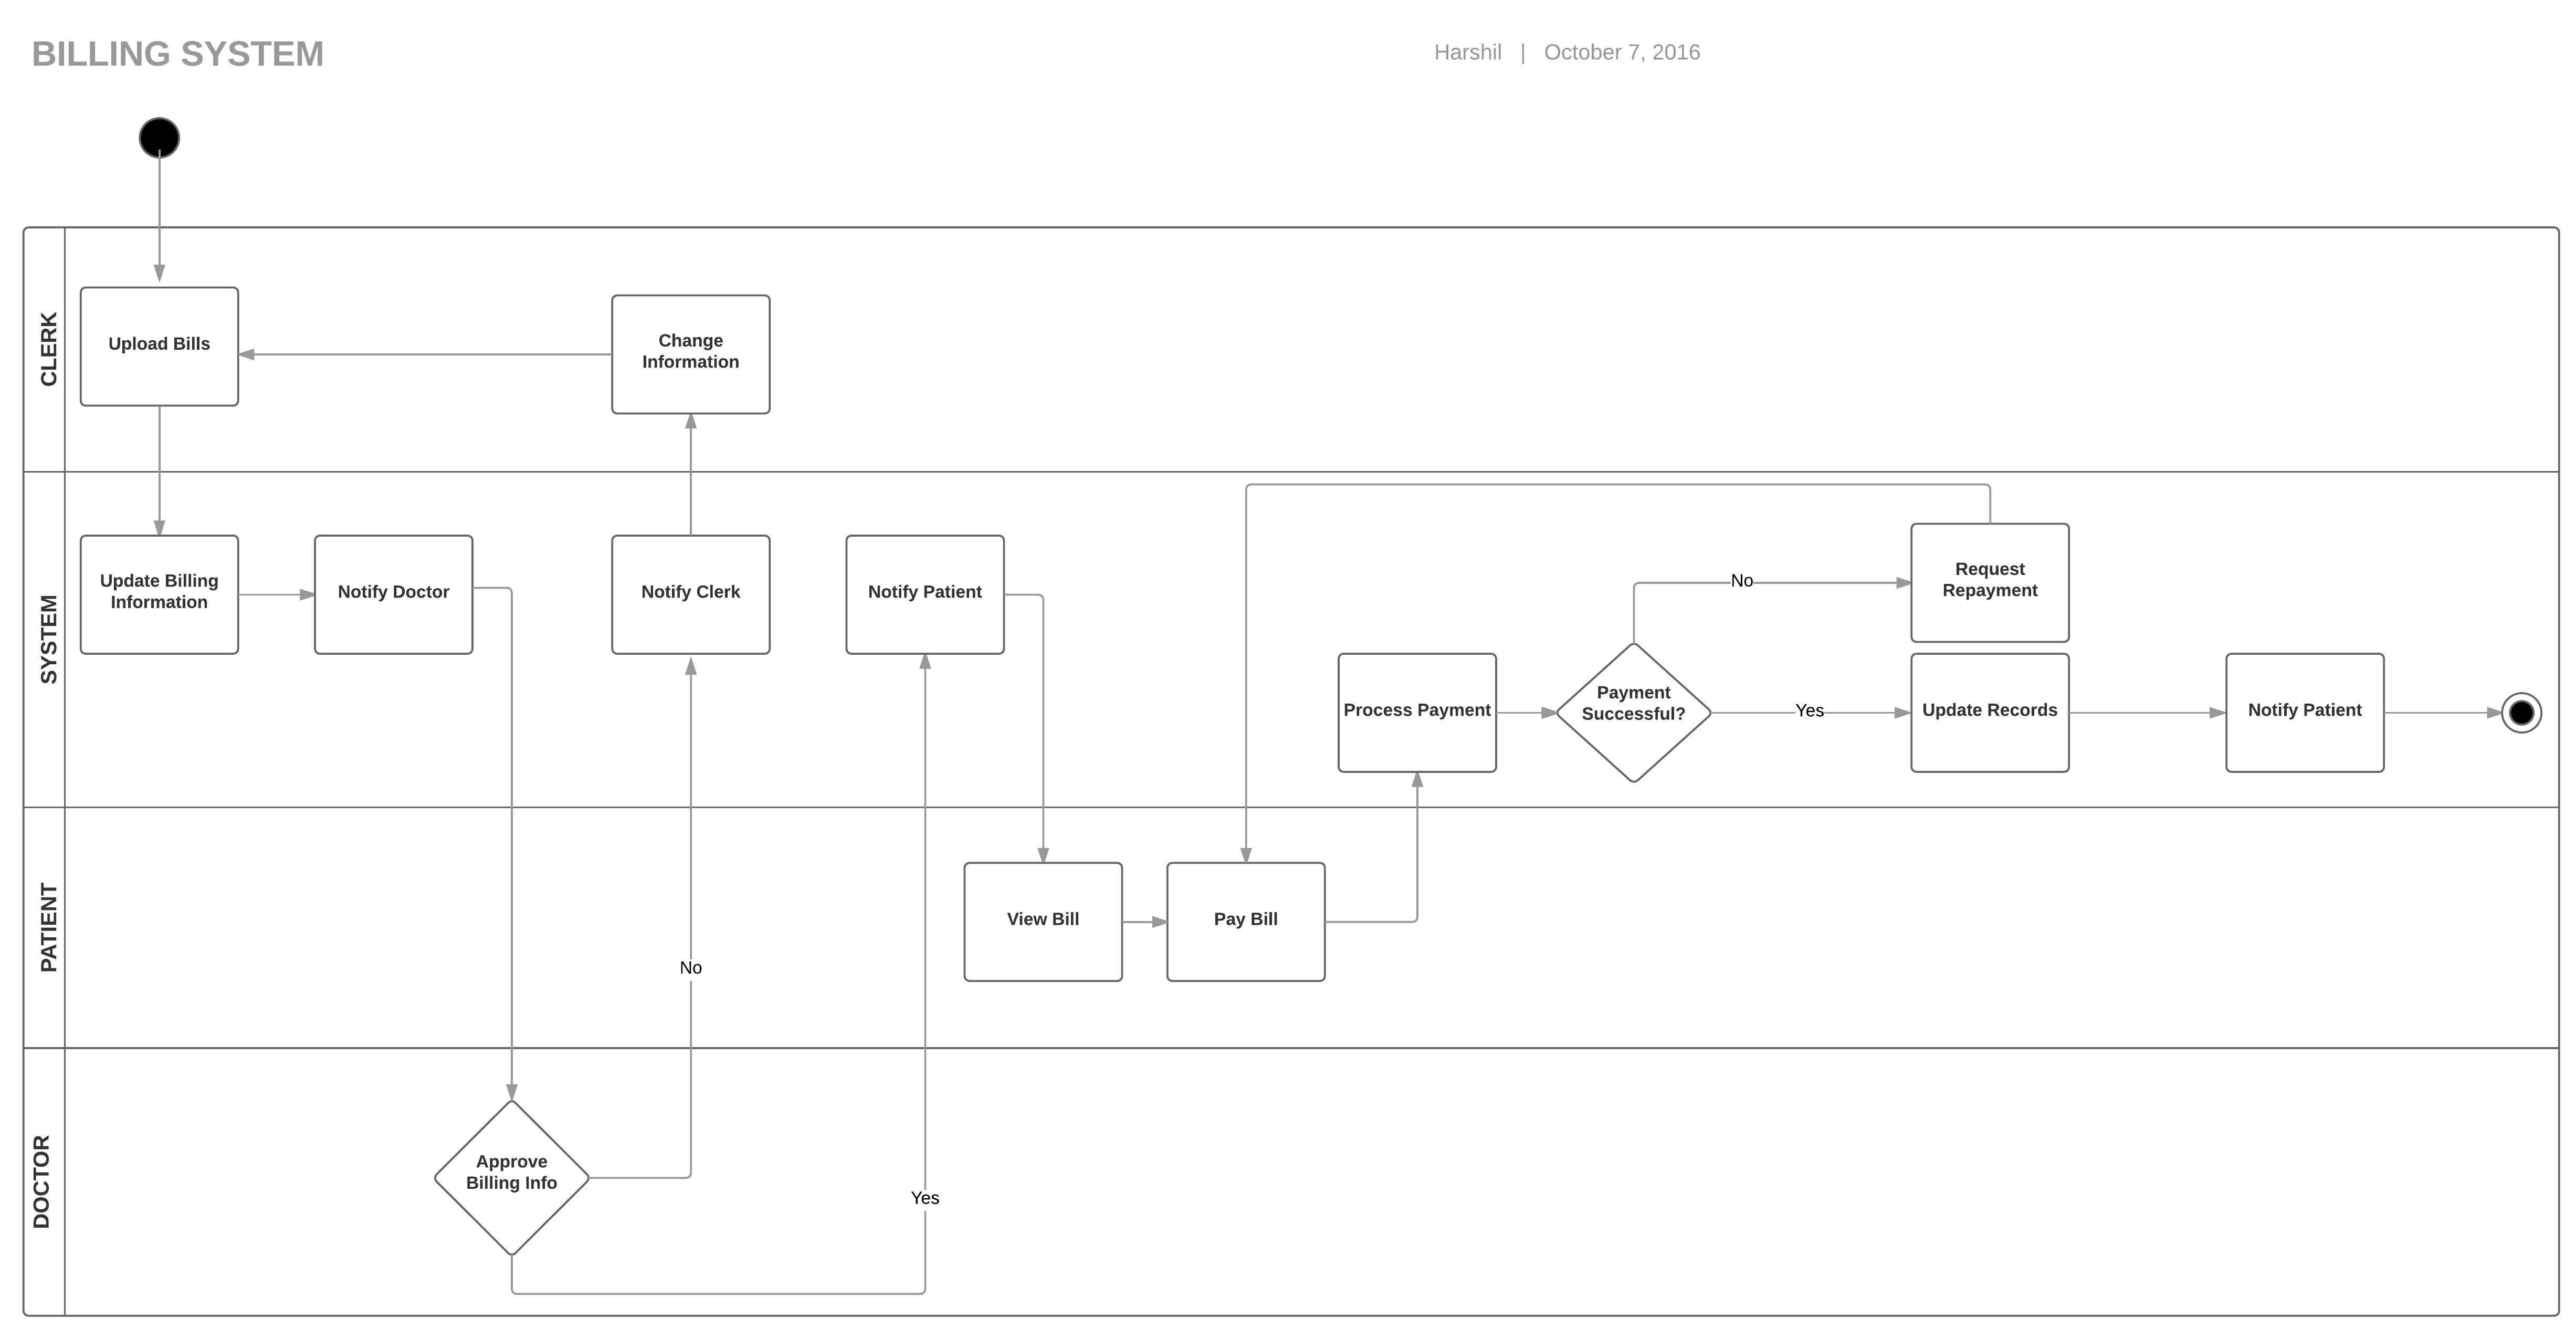 BILLING SYSTEM
Harshil | October 7, 2016
CLERK
Upload Bills
Change
Information
SYSTEM
Update Billing
Information
Notify Doctor
Notify Clerk
Notify Patient
No
Request
Repayment
Process Payment
Payment
Successful?
Yes
Update Records
Notify Patient
PATIENT
View Bill
Pay Bill
No
DOCTOR
Approve
Billing Info
Yes